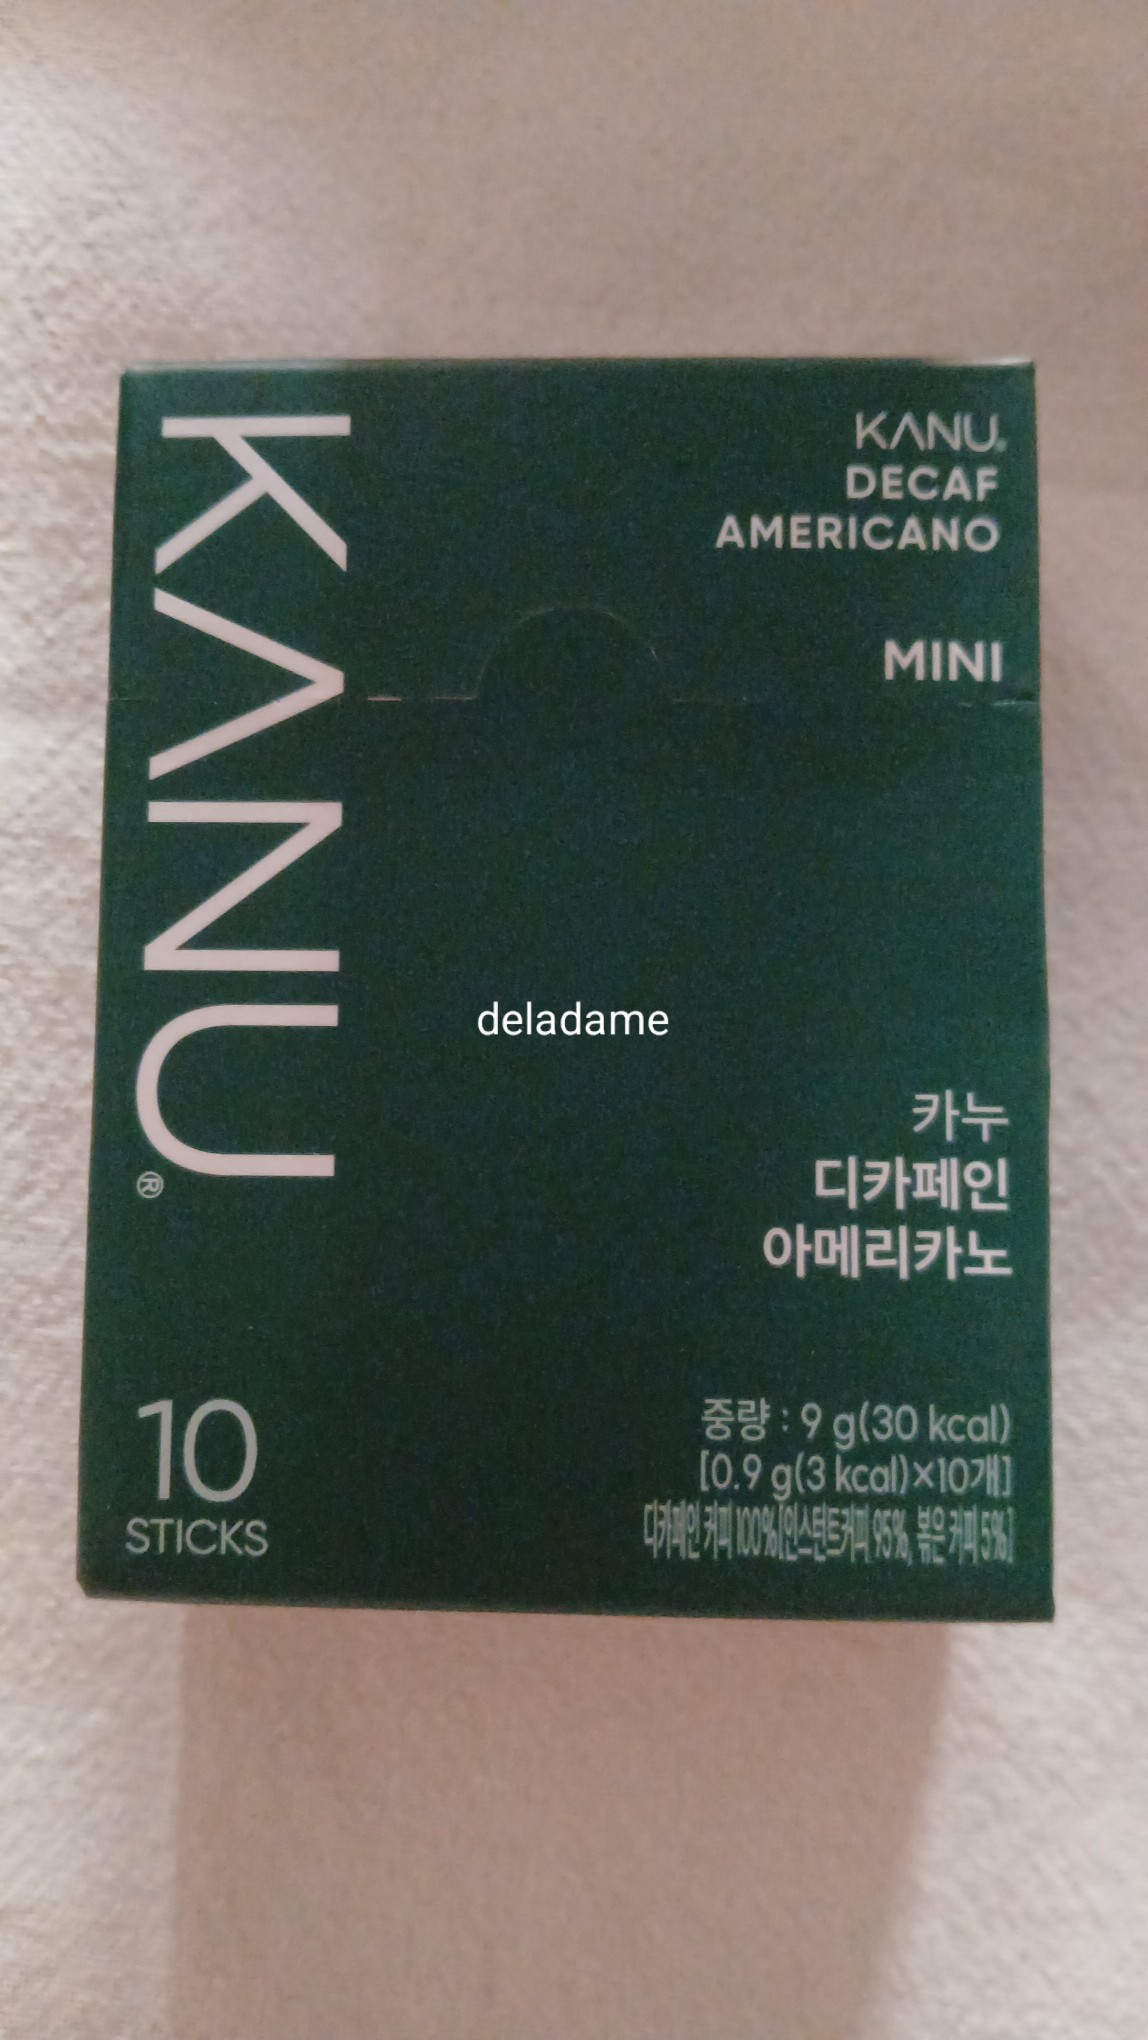 KANU®
KANU®
DECAF
AMERICANO
MINI
deladame
카누
디카페인
아메리카노
10
STICKS
중량 : 9 g(30 kcal)
[0.9 g(3 kcal)×10개]
디카페인 커피 100%[인스턴트커피 95%, 볶은 커피 5%]